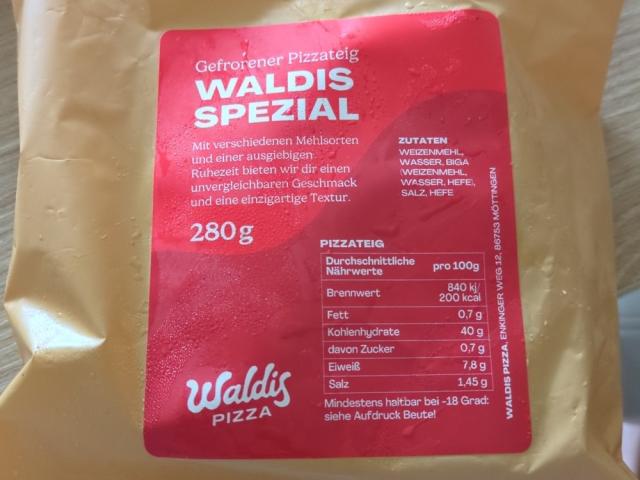 Gefrorener Pizzateig
WALDIS
SPEZIAL
Mit verschiedenen Mehlsorten
und einer ausgiebigen
Ruhezeit bieten wir dir einen
unvergleichbaren Geschmack
und eine einzigartige Textur.
280g
ZUTATEN
WEIZENMEHL,
WASSER, BIGA
(WEIZENMEHL,
WASSER, HEFE),
SALZ, HEFE
PIZZATEIG
Durchschnittliche
Nährwerte
pro 100g
Brennwert
840 kj/
200 kcal
Fett 0,7 g
Kohlenhydrate 40 g
davon Zucker 0,7 g
Eiweiß 7,8 g
Salz 1,45 g
Mindestens haltbar bei -18 Grad:
siehe Aufdruck Beutel
Waldis
PIZZA
WALDIS PIZZA, ENKINGER WEG 12, 86753 MÖTTINGEN